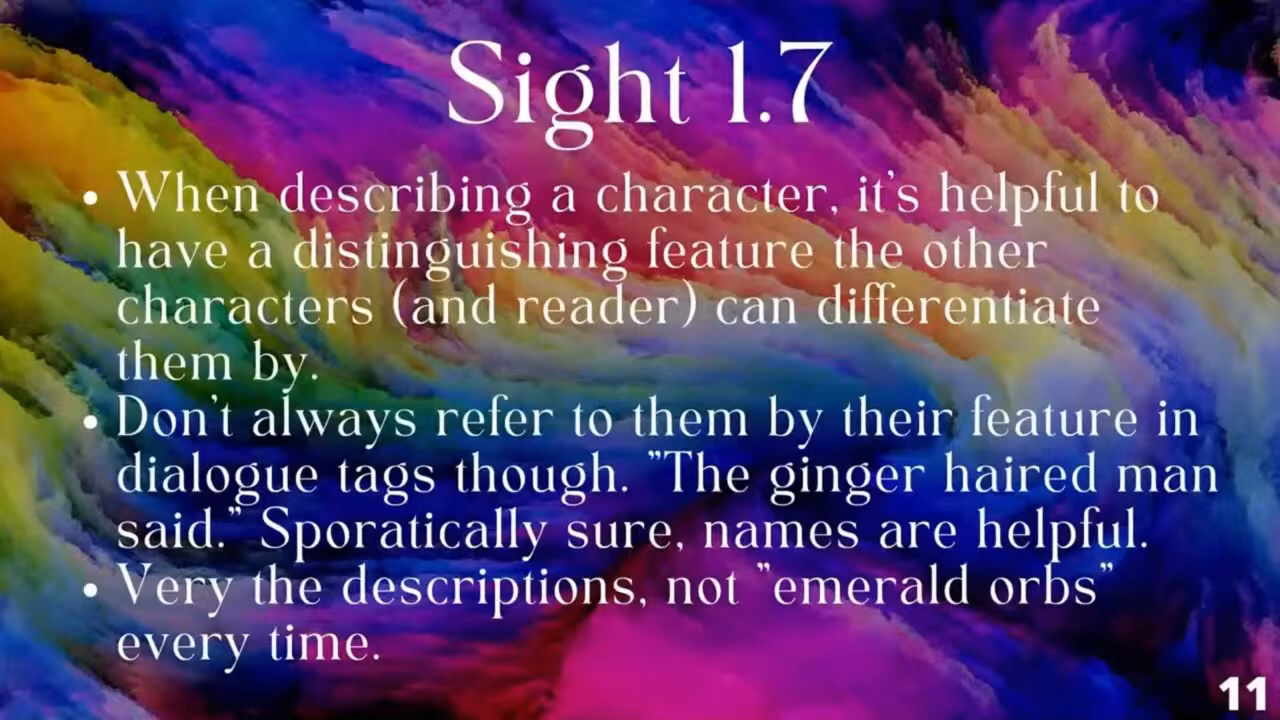 Sight 1.7
• When describing a character, it's helpful to
have a distinguishing feature the other
characters (and reader) can differentiate
them by.
• Don't always refer to them by their feature in
dialogue tags though. "The ginger haired man
said." Sporatically sure, names are helpful.
• Very the descriptions, not "emerald orbs"
every time.
11